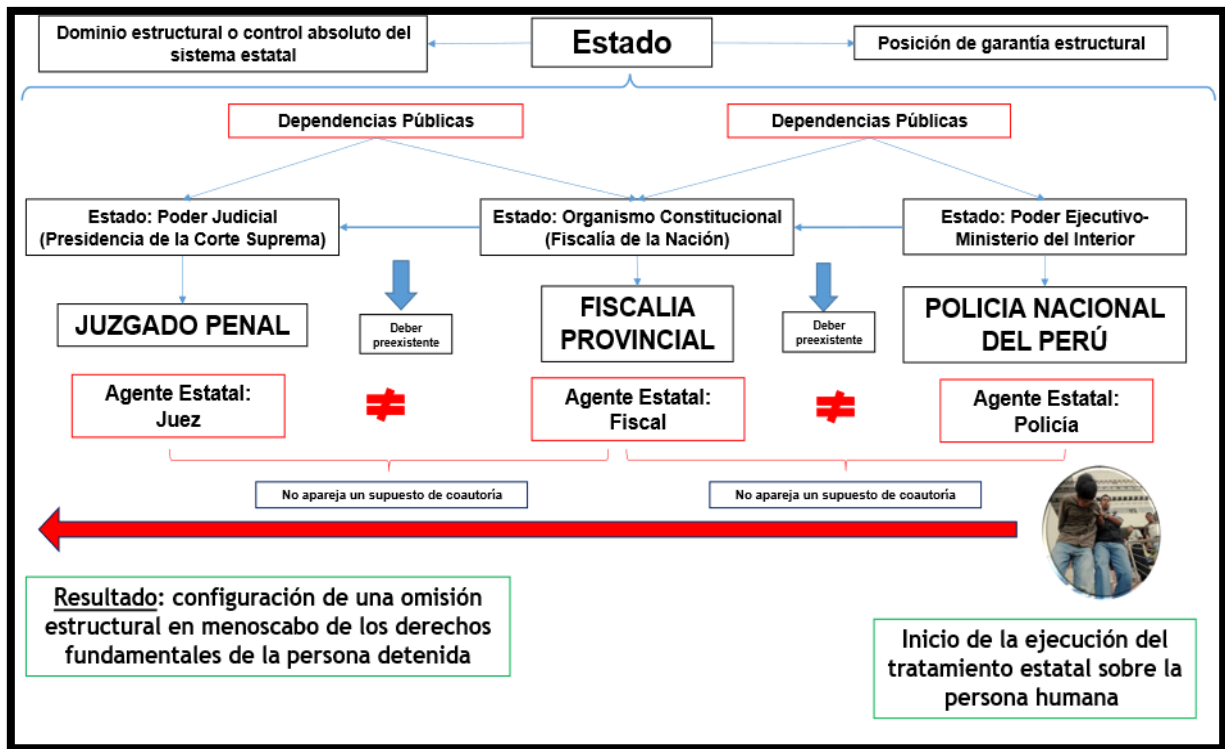 Dominio estructural o control absoluto del
sistema estatal
Estado
Posición de garantía estructural
Dependencias Públicas
Dependencias Públicas
Estado: Poder Judicial
(Presidencia de la Corte Suprema)
Estado: Organismo Constitucional
(Fiscalía de la Nación)
Estado: Poder Ejecutivo-
Ministerio del Interior
JUZGADO PENAL
Deber
preexistente
FISCALIA
PROVINCIAL
Deber
preexistente
POLICIA NACIONAL
DEL PERÚ
Agente Estatal:
Juez
≠
Agente Estatal:
Fiscal
≠
Agente Estatal:
Policía
No apareja un supuesto de coautoría
No apareja un supuesto de coautoría
Resultado: configuración de una omisión
estructural en menoscabo de los derechos
fundamentales de la persona detenida
Inicio de la ejecución del
tratamiento estatal sobre la
persona humana